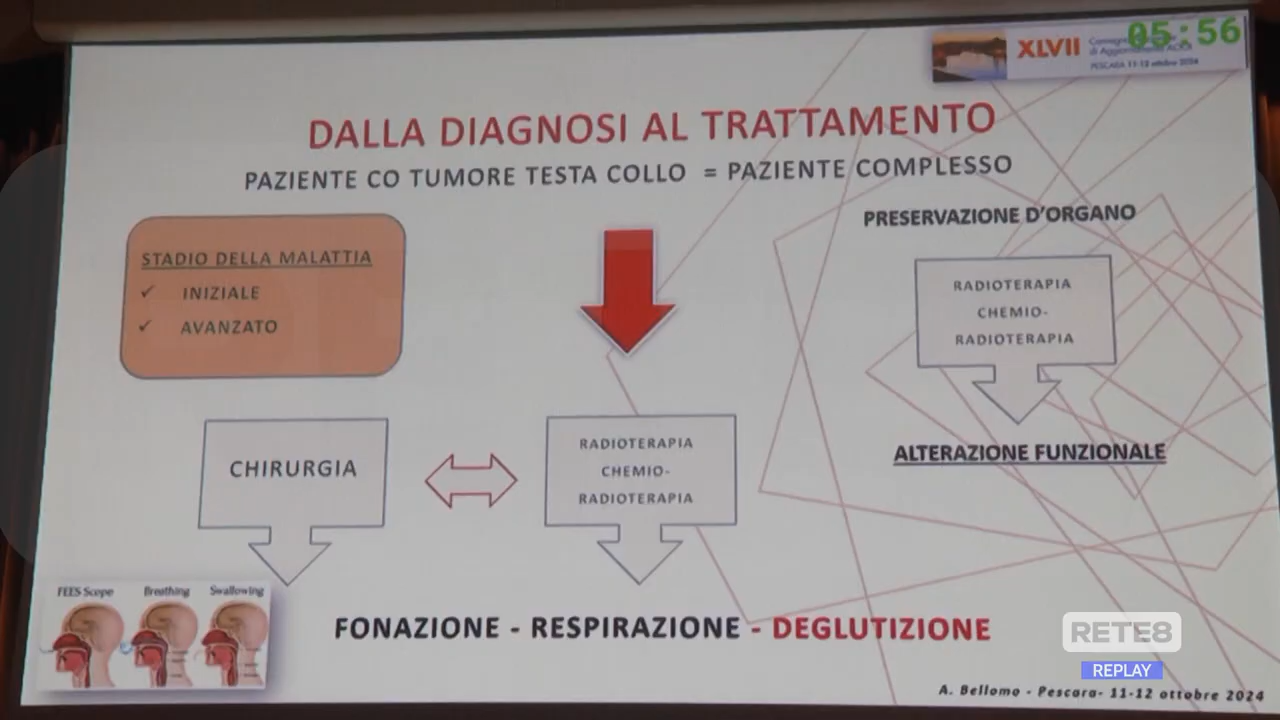 05:56
XLVII
PESCARA 11-12 ottobre 2024
DALLA DIAGNOSI AL TRATTAMENTO
PAZIENTE CO TUMORE TESTA COLLO = PAZIENTE COMPLESSO
PRESERVAZIONE D'ORGANO
STADIO DELLA MALATTIA
✓ INIZIALE
✓ AVANZATO
RADIOTERAPIA
CHEMIO-
RADIOTERAPIA
ALTERAZIONE FUNZIONALE
CHIRURGIA
RADIOTERAPIA
CHEMIO-
RADIOTERAPIA
FEES Scope
Breathing
Swallowing
FONAZIONE - RESPIRAZIONE - DEGLUTIZIONE
RETE8
REPLAY
A. Bellomo - Pescara- 11-12 ottobre 2024